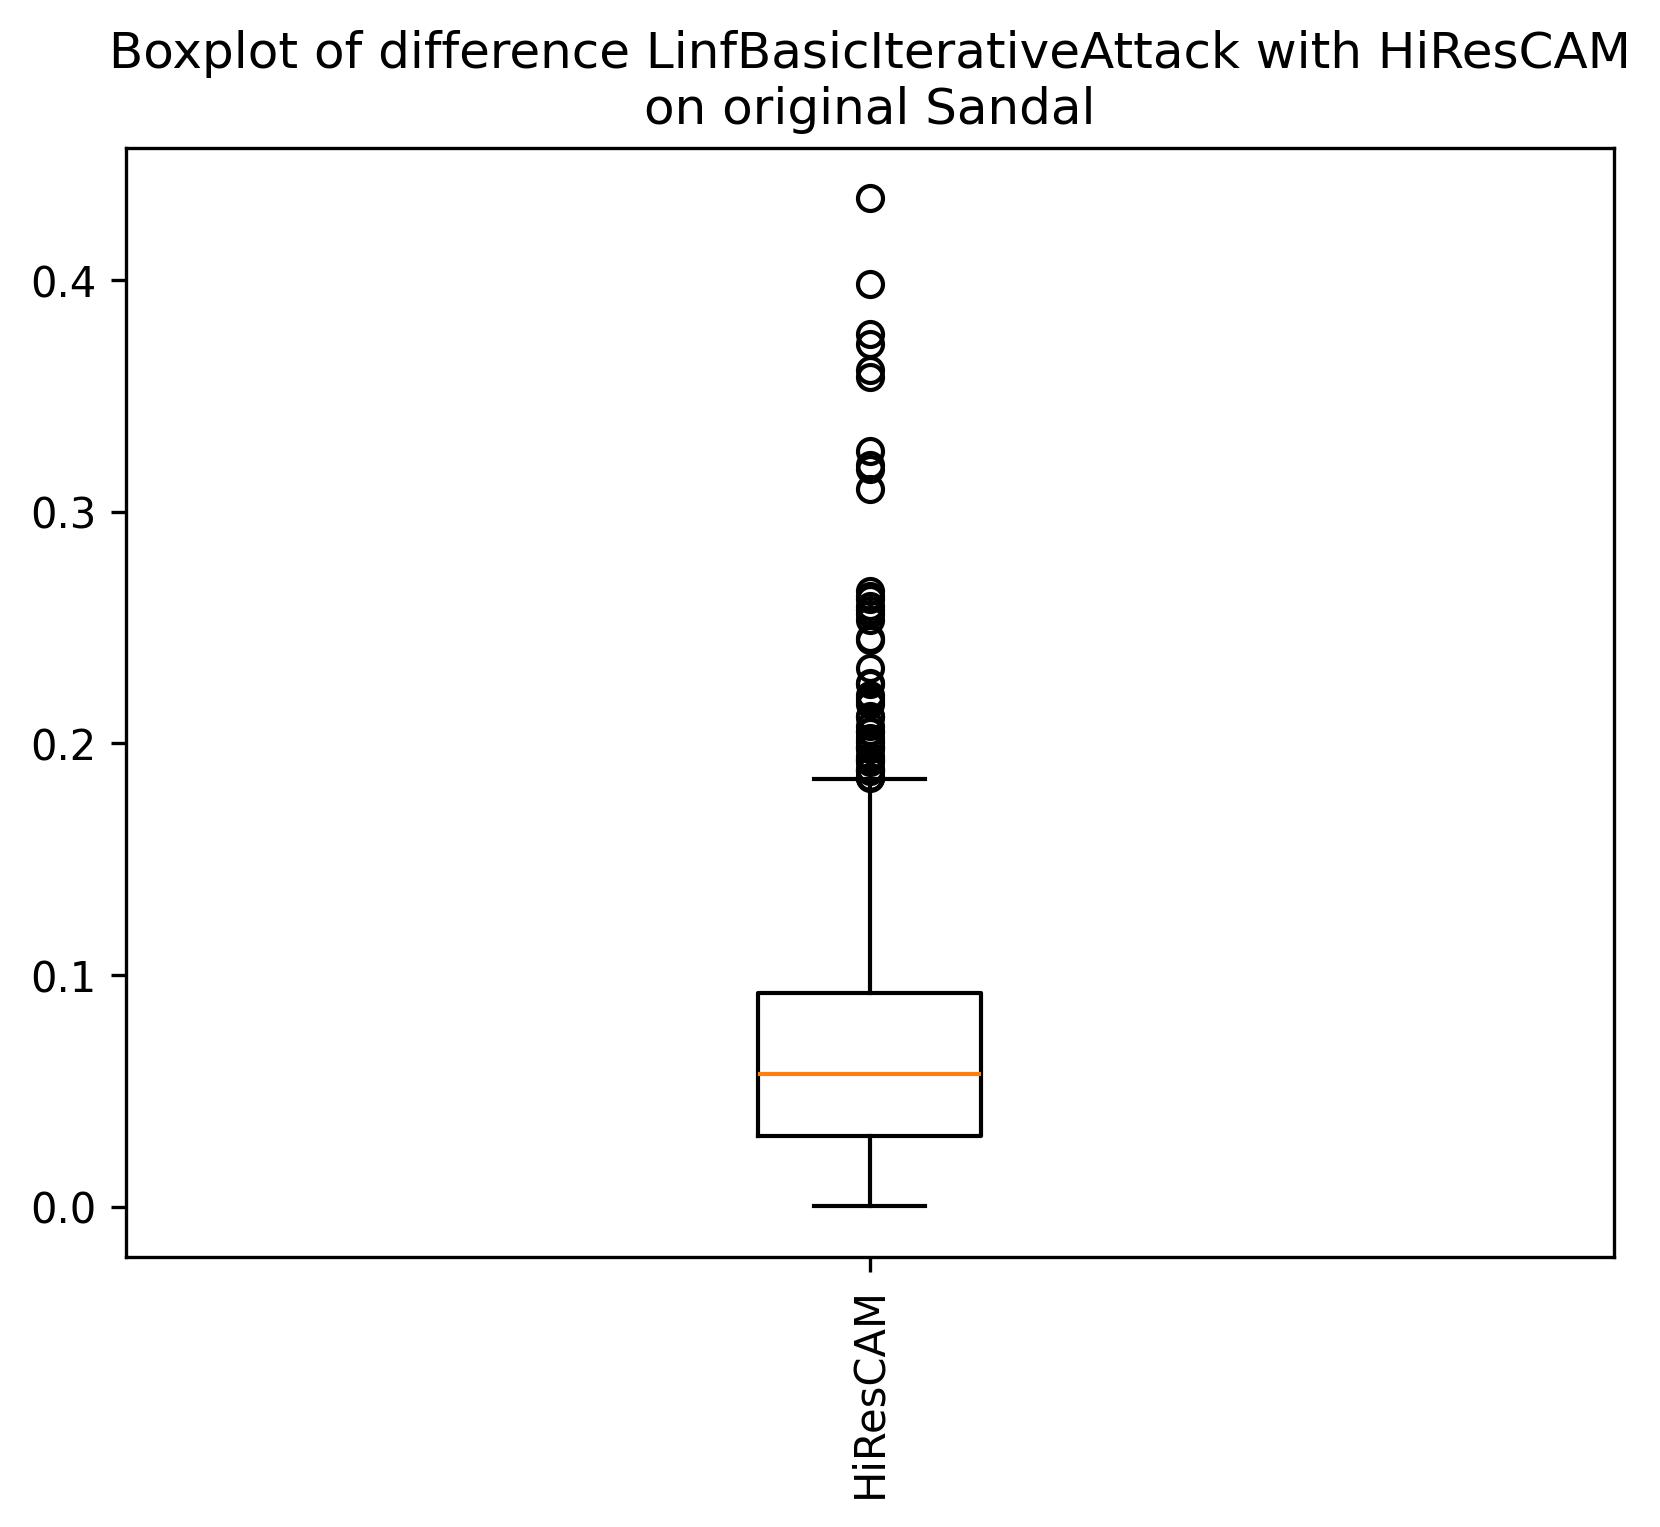 Boxplot of difference LinfBasicIterativeAttack with HiResCAM
on original Sandal
0.4
0.3
0.2
0.1
0.0
HiResCAM